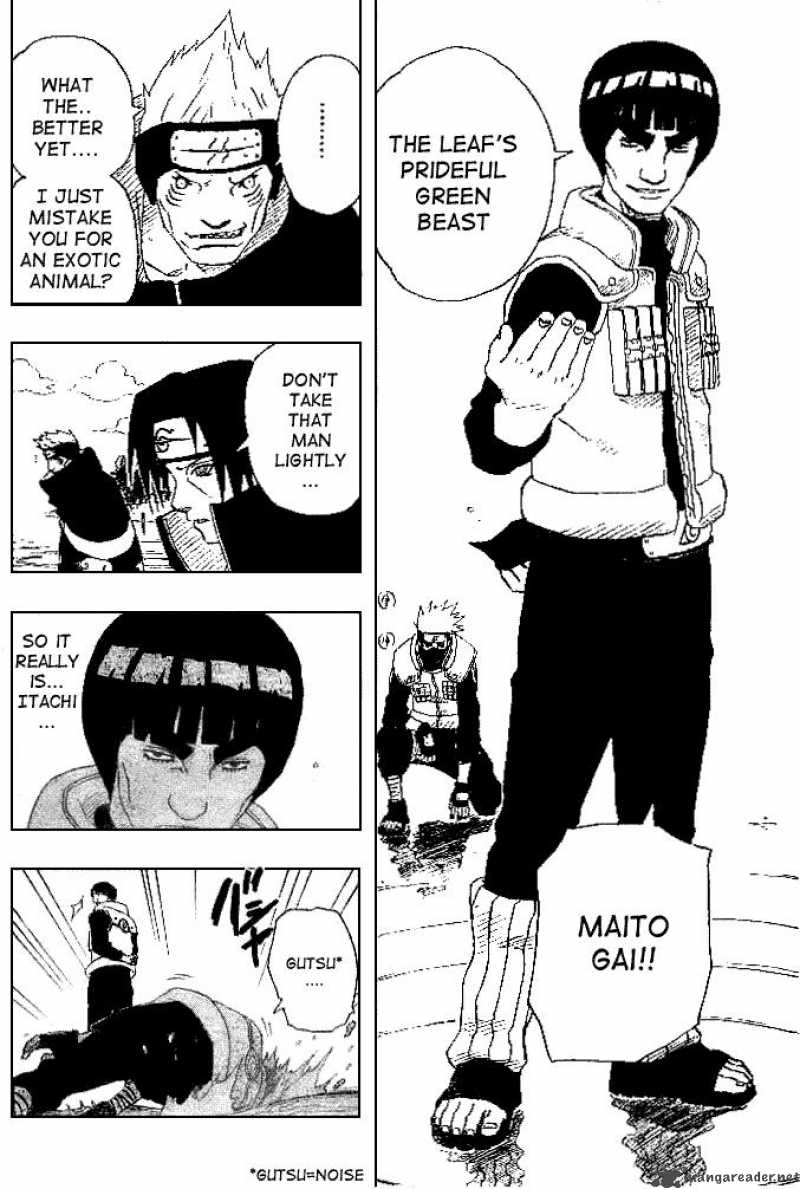 THE LEAF'S
PRIDEFUL
GREEN
BEAST
MAITO
GAI!!
..........
WHAT
THE..
BETTER
YET....
I JUST
MISTAKE
YOU FOR
AN EXOTIC
ANIMAL?
DON'T
TAKE
THAT
MAN
LIGHTLY
...
SO IT
REALLY
IS...
ITACHI
...
GUTSU*
....
*GUTSU=NOISE
mangareader.net